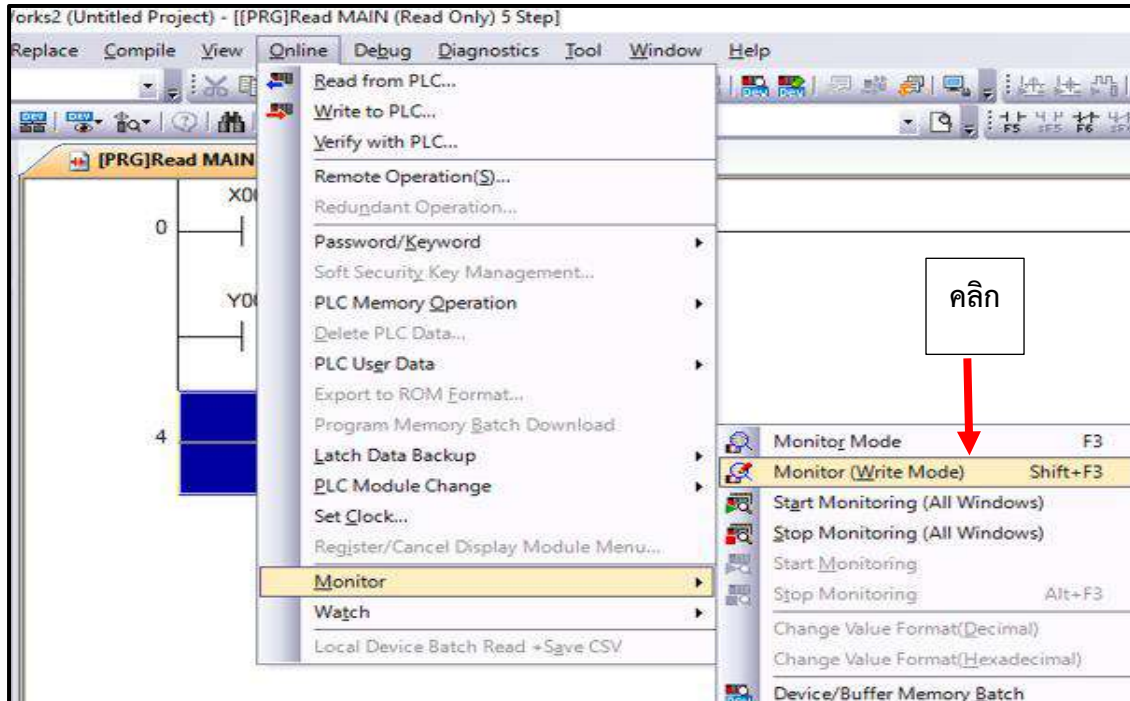 orks2 (Untitled Project) - [[PRG]Read MAIN (Read Only) 5 Step]
Replace Compile View Online Debug Diagnostics Tool Window Help
[PRG]Read MAIN
F5 sF5 F6
X00
0
Y00
4
Read from PLC...
Write to PLC...
Verify with PLC...
Remote Operation(S)...
Redundant Operation...
Password/Keyword
Soft Security Key Management...
PLC Memory Operation
Delete PLC Data...
PLC User Data
Export to ROM Format...
Program Memory Batch Download
Latch Data Backup
PLC Module Change
Set Clock...
Register/Cancel Display Module Menu...
Monitor
Watch
Local Device Batch Read +Save CSV
คลิก
Monitor Mode F3
Monitor (Write Mode) Shift+F3
Start Monitoring (All Windows)
Stop Monitoring (All Windows)
Start Monitoring
Stop Monitoring Alt+F3
Change Value Format(Decimal)
Change Value Format(Hexadecimal)
Device/Buffer Memory Batch